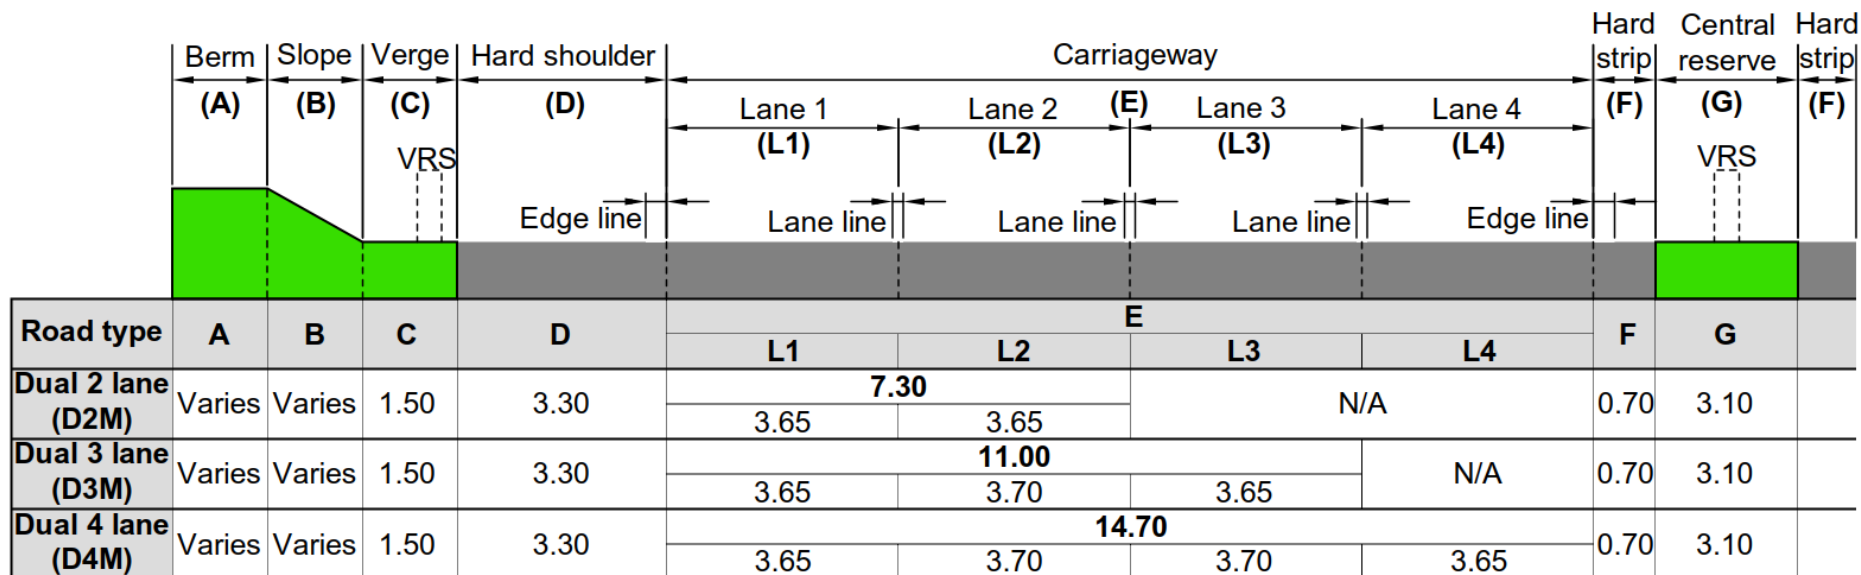 Hard Central Hard
Berm Slope Verge Hard shoulder Carriageway strip reserve strip
(A) (B) (C) (D) (E) (F) (G) (F)
Lane 1 Lane 2 Lane 3 Lane 4
(L1) (L2) (L3) (L4)
VRS VRS
Edge line Lane line Lane line Lane line Edge line
Road type A B C D E F G
L1 L2 L3 L4
Dual 2 lane (D2M) Varies Varies 1.50 3.30 7.30 N/A 0.70 3.10
3.65 3.65
Dual 3 lane (D3M) Varies Varies 1.50 3.30 11.00 N/A 0.70 3.10
3.65 3.70 3.65
Dual 4 lane (D4M) Varies Varies 1.50 3.30 14.70 0.70 3.10
3.65 3.70 3.70 3.65